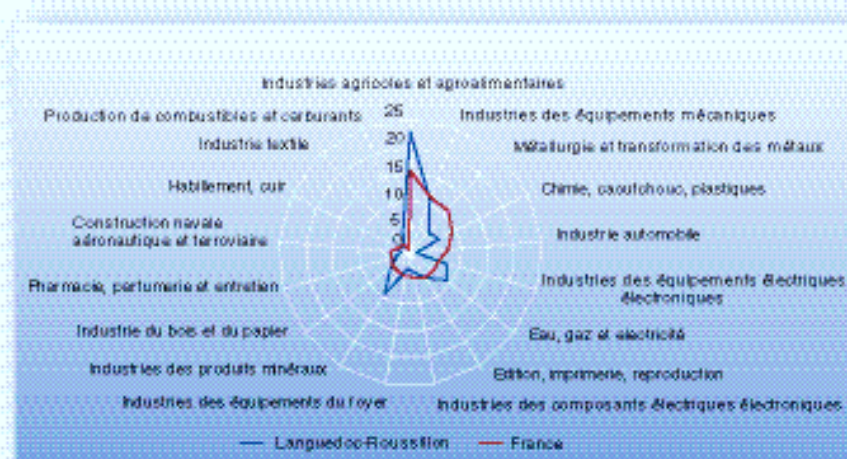 Industries agricoles et agroalimentaires
Production de combustibles et carburants
25
Industries des équipements mécaniques
Industrie textile
20
Métallurgie et transformation des métaux
15
Habillement, cuir
Chimie, caoutchouc, plastiques
10
5
Construction navale
aéronautique et ferroviaire
0
Industrie automobile
Pharmacie, parfumerie et entretien
Industries des équipements électriques
électroniques
Industrie du bois et du papier
Eau, gaz et électricité
Industries des produits minéraux
Edition, imprimerie, reproduction
Industries des équipements du foyer
Industries des composants électriques électroniques
Languedoc-Roussillon
France